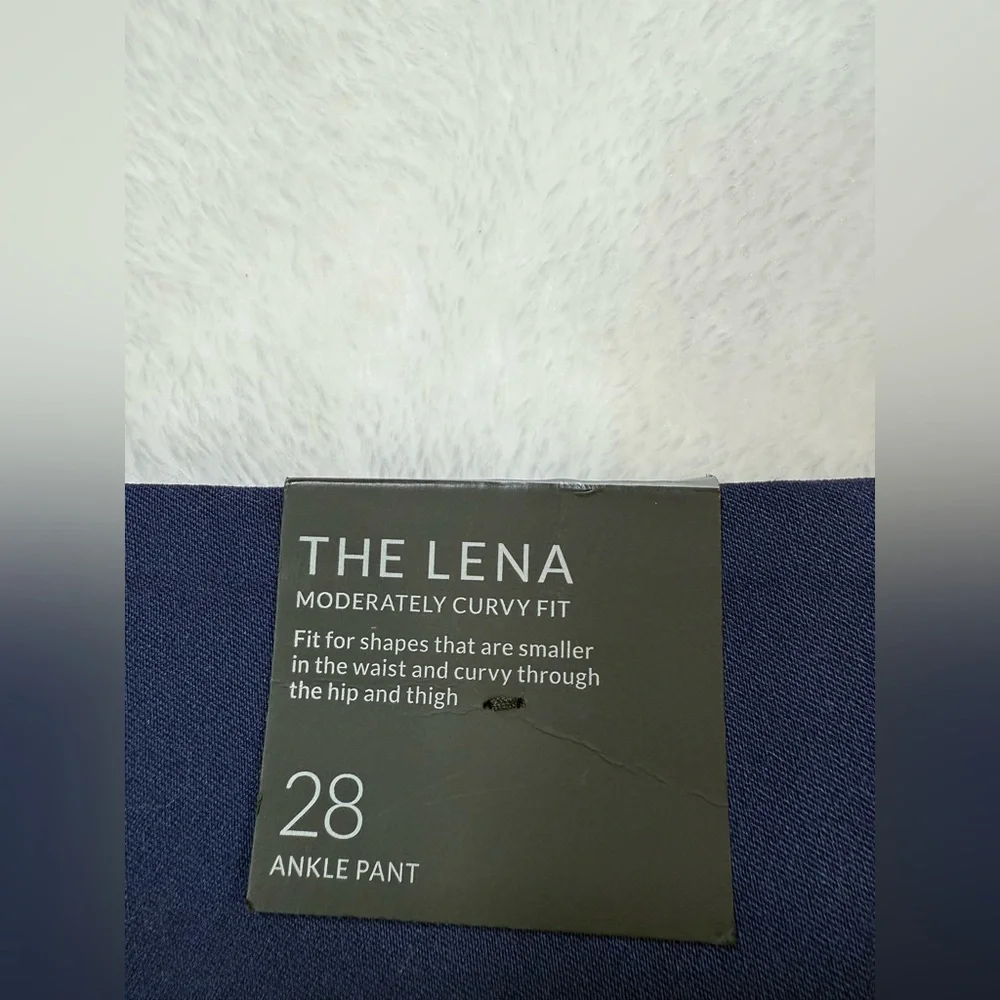 THE LENA
MODERATELY CURVY FIT
Fit for shapes that are smaller
in the waist and curvy through
the hip and thigh
28
ANKLE PANT